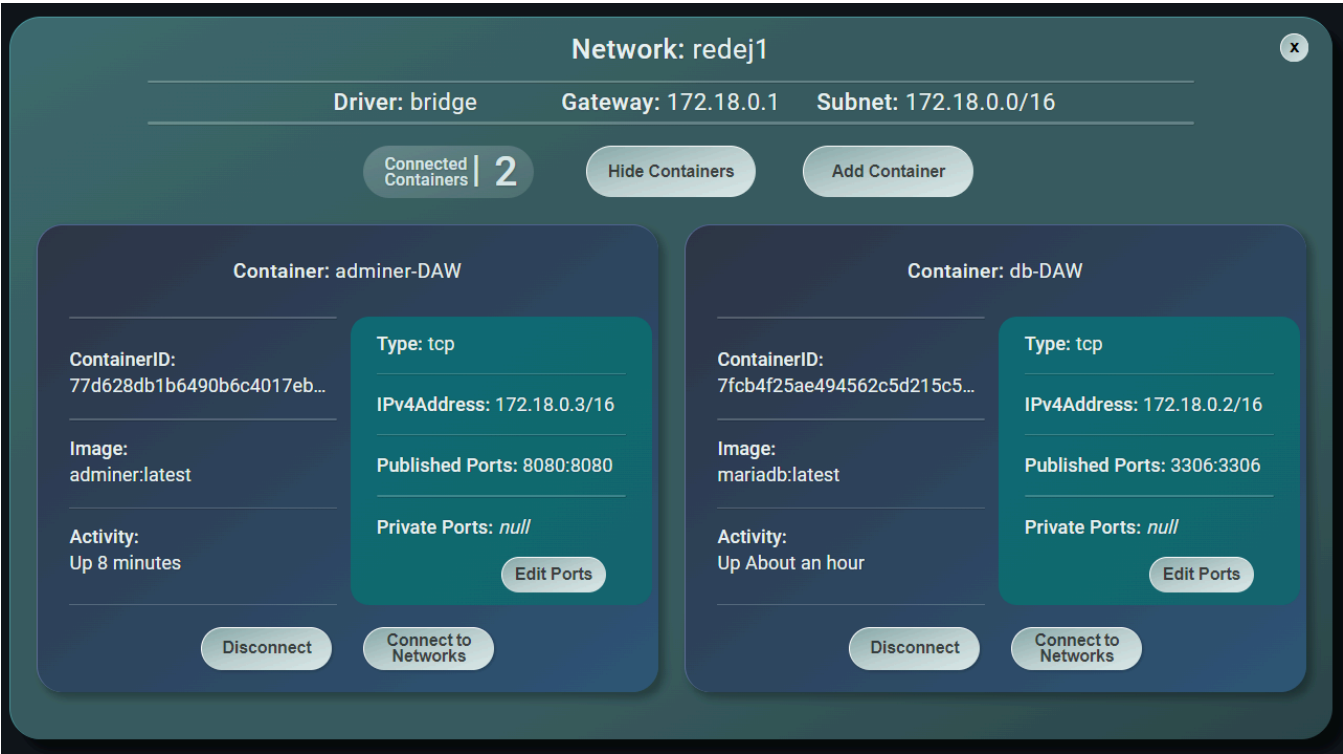 Network: redej1
x
Driver: bridge Gateway: 172.18.0.1 Subnet: 172.18.0.0/16
Connected
Containers | 2
Hide Containers
Add Container
Container: adminer-DAW
ContainerID:
77d628db1b6490b6c4017eb...
Image:
adminer:latest
Activity:
Up 8 minutes
Type: tcp
IPv4Address: 172.18.0.3/16
Published Ports: 8080:8080
Private Ports: null
Edit Ports
Disconnect
Connect to
Networks
Container: db-DAW
ContainerID:
7fcb4f25ae494562c5d215c5...
Image:
mariadb:latest
Activity:
Up About an hour
Type: tcp
IPv4Address: 172.18.0.2/16
Published Ports: 3306:3306
Private Ports: null
Edit Ports
Disconnect
Connect to
Networks